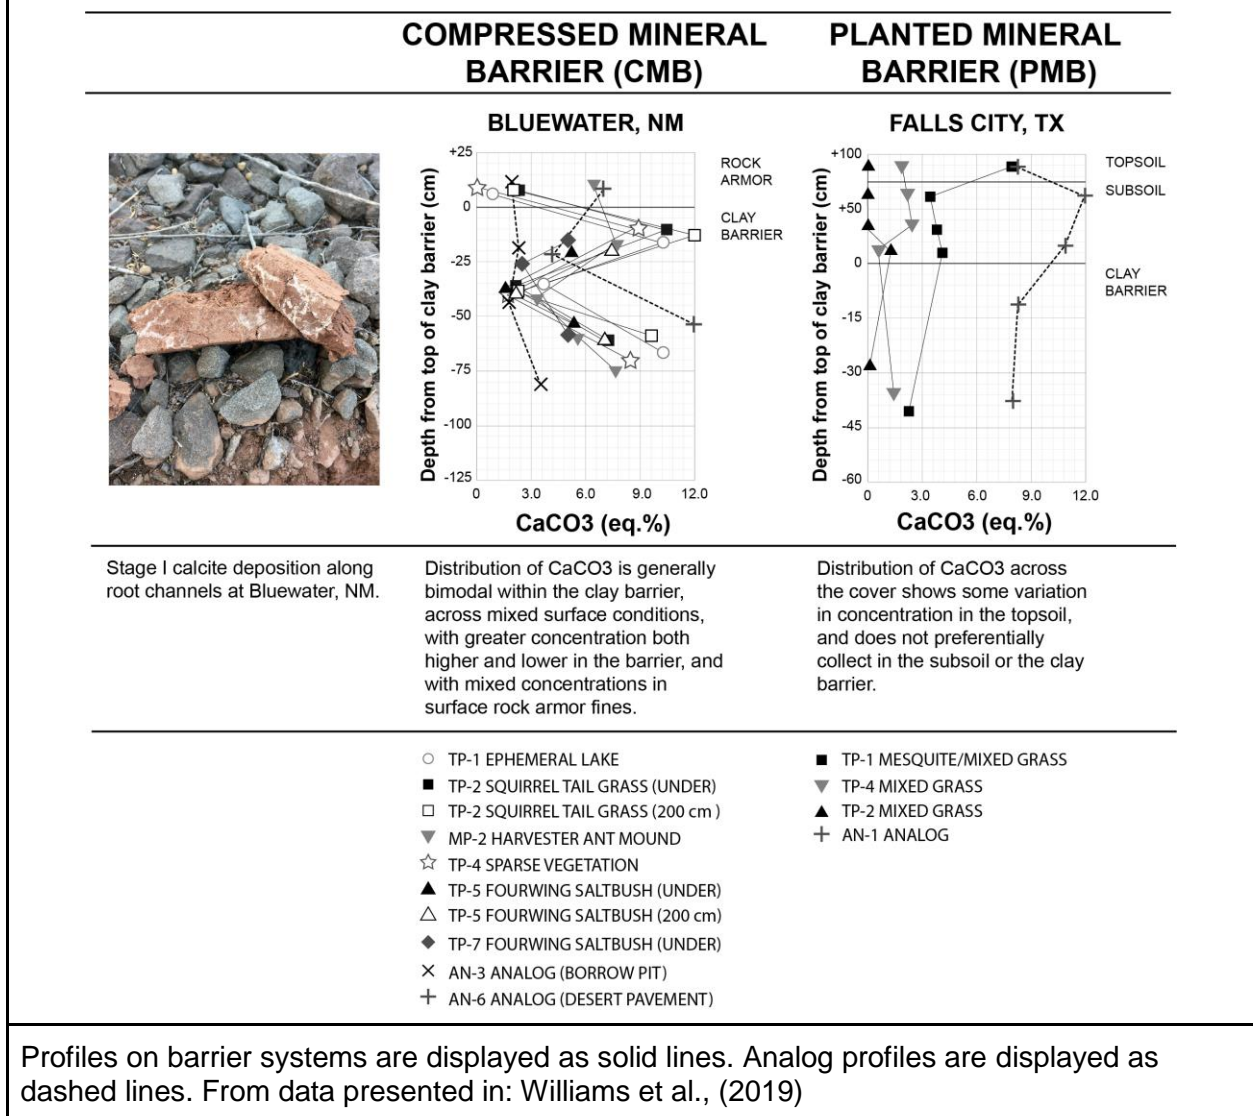 COMPRESSED MINERAL
BARRIER (CMB)
PLANTED MINERAL
BARRIER (PMB)
BLUEWATER, NM
+25
0
-25
-50
-75
-100
-125
Depth from top of clay barrier (cm)
ROCK
ARMOR
CLAY
BARRIER
0
3.0
6.0
9.0
12.0
CaCO3 (eq.%)
FALLS CITY, TX
+100
+50
0
-15
-30
-45
-60
Depth from top of clay barrier (cm)
TOPSOIL
SUBSOIL
CLAY
BARRIER
0
3.0
6.0
9.0
12.0
CaCO3 (eq.%)
Stage I calcite deposition along
root channels at Bluewater, NM.
Distribution of CaCO3 is generally
bimodal within the clay barrier,
across mixed surface conditions,
with greater concentration both
higher and lower in the barrier, and
with mixed concentrations in
surface rock armor fines.
Distribution of CaCO3 across
the cover shows some variation
in concentration in the topsoil,
and does not preferentially
collect in the subsoil or the clay
barrier.
TP-1 EPHEMERAL LAKE
TP-2 SQUIRREL TAIL GRASS (UNDER)
TP-2 SQUIRREL TAIL GRASS (200 cm )
MP-2 HARVESTER ANT MOUND
TP-4 SPARSE VEGETATION
TP-5 FOURWING SALTBUSH (UNDER)
TP-5 FOURWING SALTBUSH (200 cm)
TP-7 FOURWING SALTBUSH (UNDER)
AN-3 ANALOG (BORROW PIT)
AN-6 ANALOG (DESERT PAVEMENT)
TP-1 MESQUITE/MIXED GRASS
TP-4 MIXED GRASS
TP-2 MIXED GRASS
AN-1 ANALOG
Profiles on barrier systems are displayed as solid lines. Analog profiles are displayed as
dashed lines. From data presented in: Williams et al., (2019)